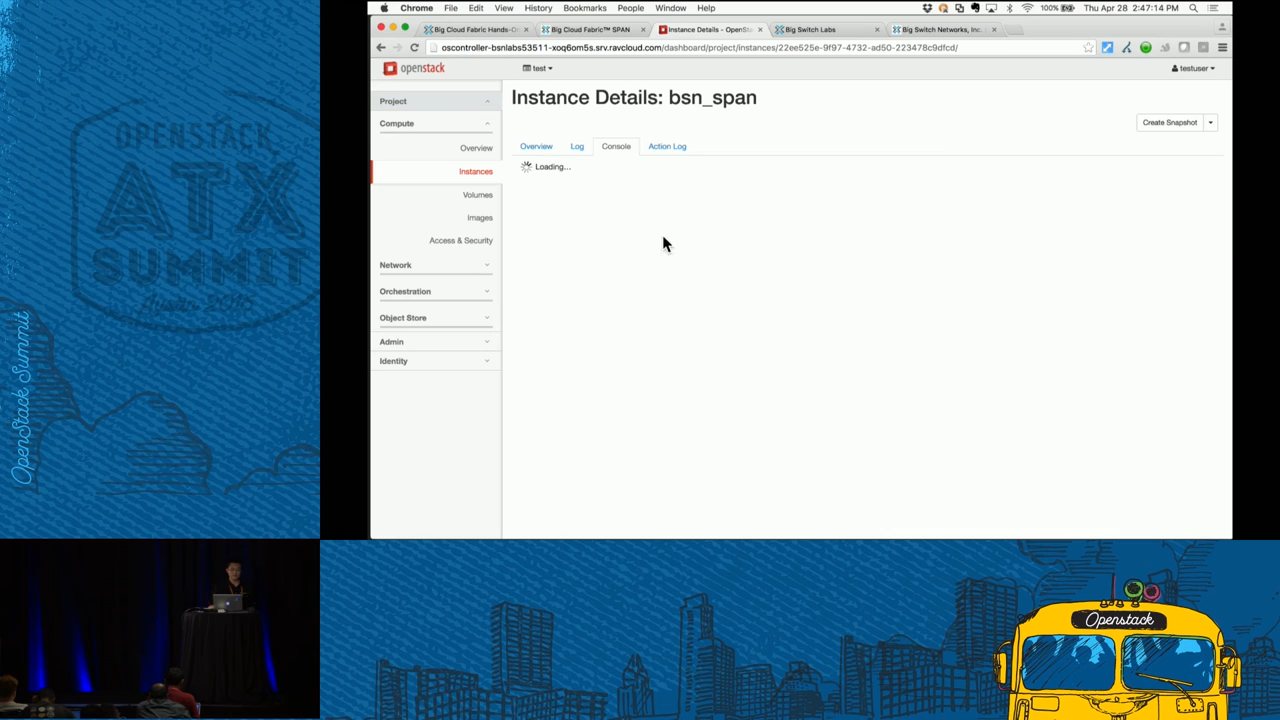 Chrome File Edit View History Bookmarks People Window Help
100% Thu Apr 28 2:47:14 PM
Big Cloud Fabric Hands-O
Big Cloud Fabric™ SPAN
Instance Details - OpenSta
Big Switch Labs
Big Switch Networks, Inc.
oscontroller-bsnlabs53511-xoq6om5s.srv.ravcloud.com/dashboard/project/instances/22ee525e-9f97-4732-ad50-223478c9dfcd/
openstack
test
testuser
Project
Compute
Overview
Instances
Volumes
Images
Access & Security
Network
Orchestration
Object Store
Admin
Identity
Instance Details: bsn_span
Create Snapshot
Overview Log Console Action Log
Loading...
OPENSTACK
ATX
SUMMIT
OpenStack Summit
Openstack